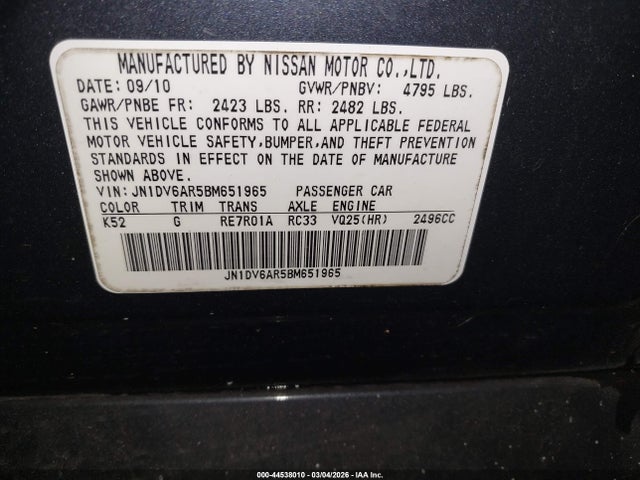 MANUFACTURED BY NISSAN MOTOR CO.,LTD.
DATE: 09/10 GVWR/PNBV: 4795 LBS.
GAWR/PNBE FR: 2423 LBS. RR: 2482 LBS.
THIS VEHICLE CONFORMS TO ALL APPLICABLE FEDERAL
MOTOR VEHICLE SAFETY,BUMPER,AND THEFT PREVENTION
STANDARDS IN EFFECT ON THE DATE OF MANUFACTURE
SHOWN ABOVE.
VIN: JN1DV6AR5BM651965 PASSENGER CAR
COLOR TRIM TRANS AXLE ENGINE
K52 G RE7R01A RC33 VQ25(HR) 2496CC
JN1DV6AR5BM651965
000-44538010 - 03/04/2026 - IAA Inc.